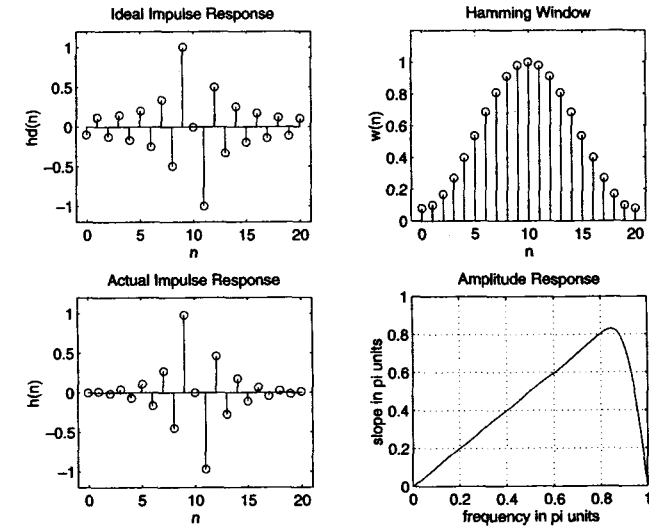 Ideal Impulse Response
1
0.5
0
−0.5
−1
hd(n)
0 5 10 15 20
n
Hamming Window
1
0.8
0.6
0.4
0.2
0
w(n)
0 5 10 15 20
n
Actual Impulse Response
1
0.5
0
−0.5
−1
h(n)
0 5 10 15 20
n
Amplitude Response
1
0.8
0.6
0.4
0.2
0
slope in pi units
0 0.2 0.4 0.6 0.8 1
frequency in pi units